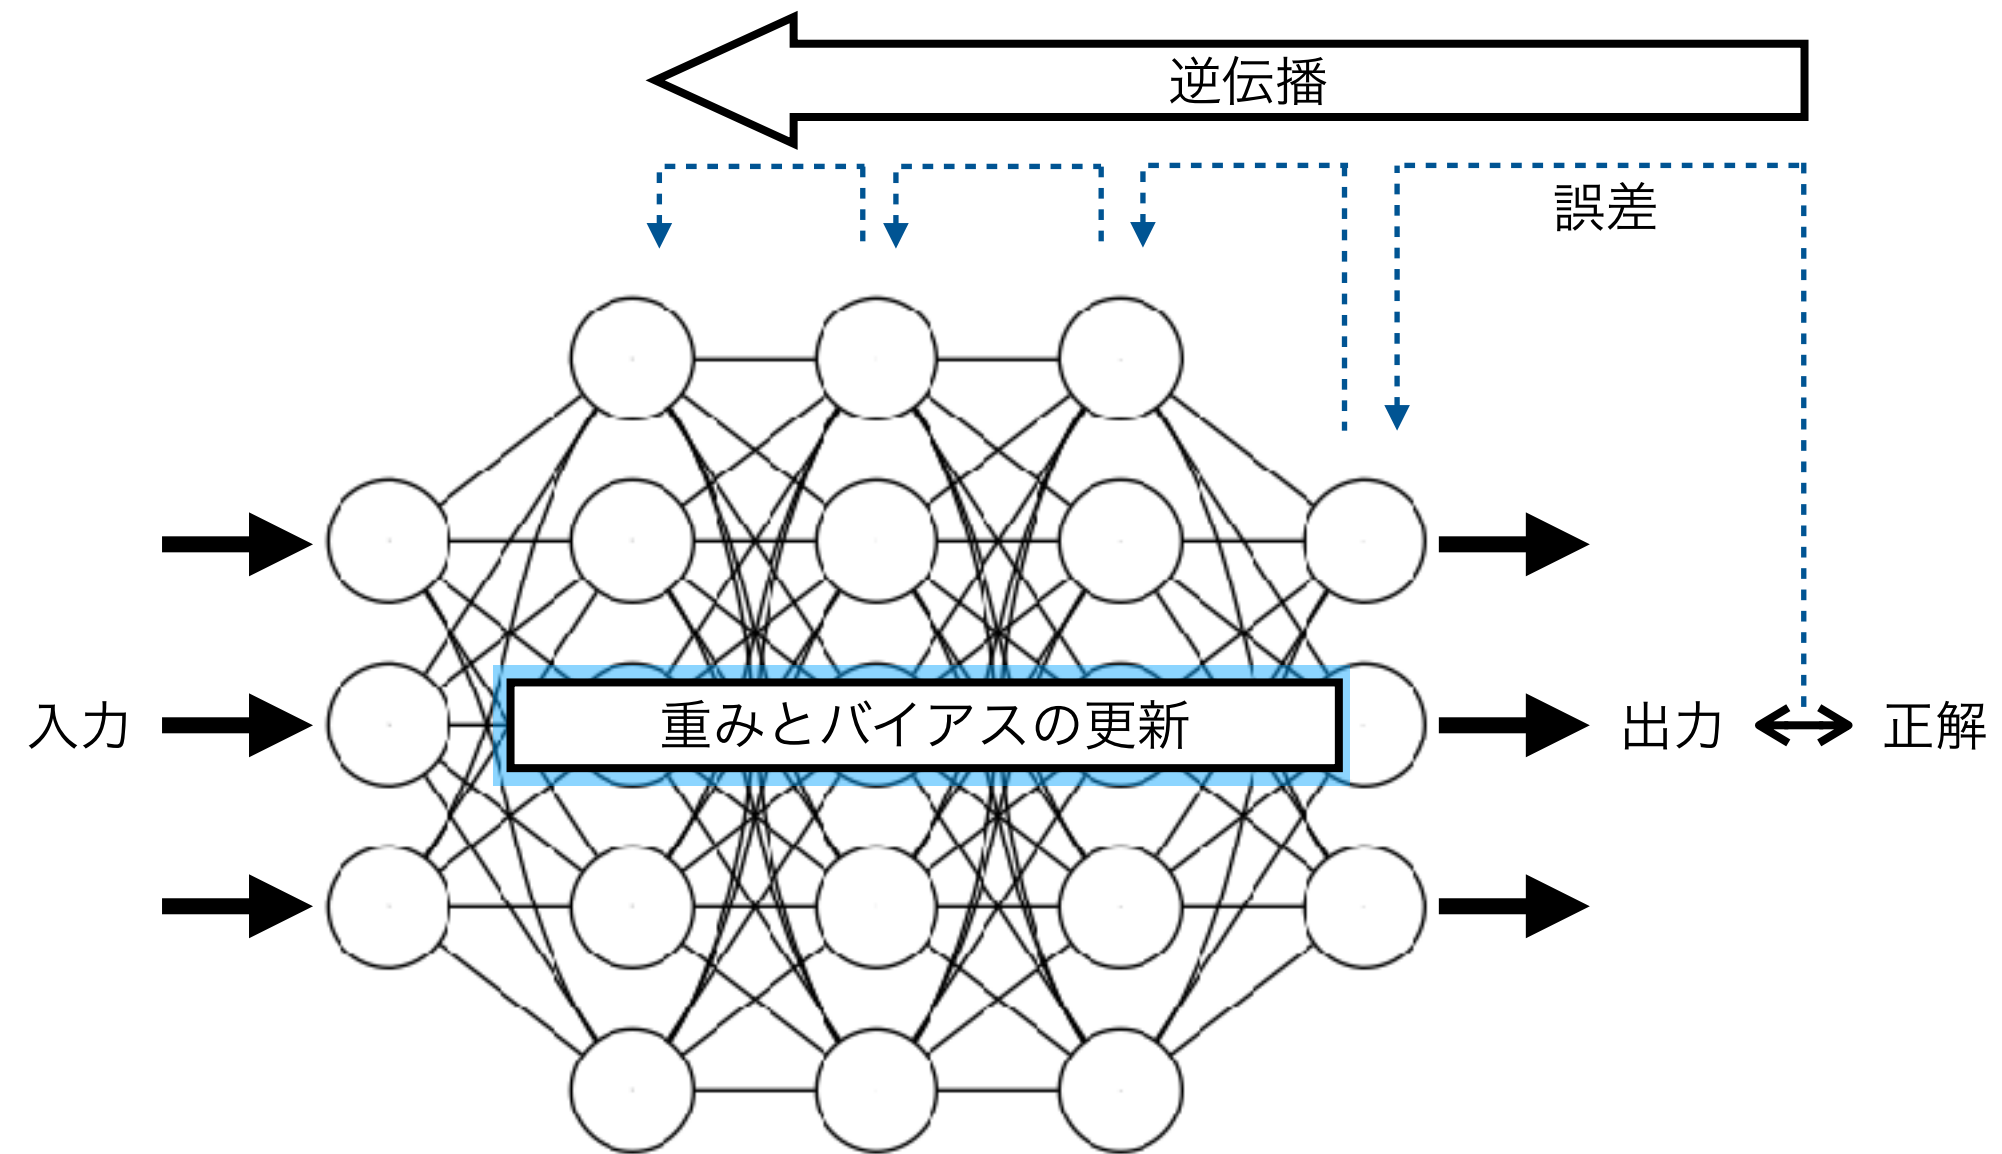 逆伝播
誤差
重みとバイアスの更新
入力
出力
正解